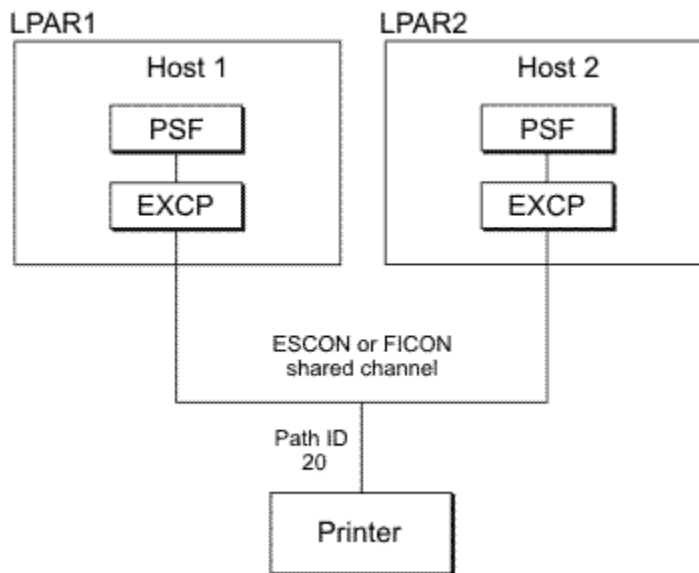 LPAR1
Host 1
PSF
EXCP
LPAR2
Host 2
PSF
EXCP
ESCON or FICON
shared channel
Path ID
20
Printer